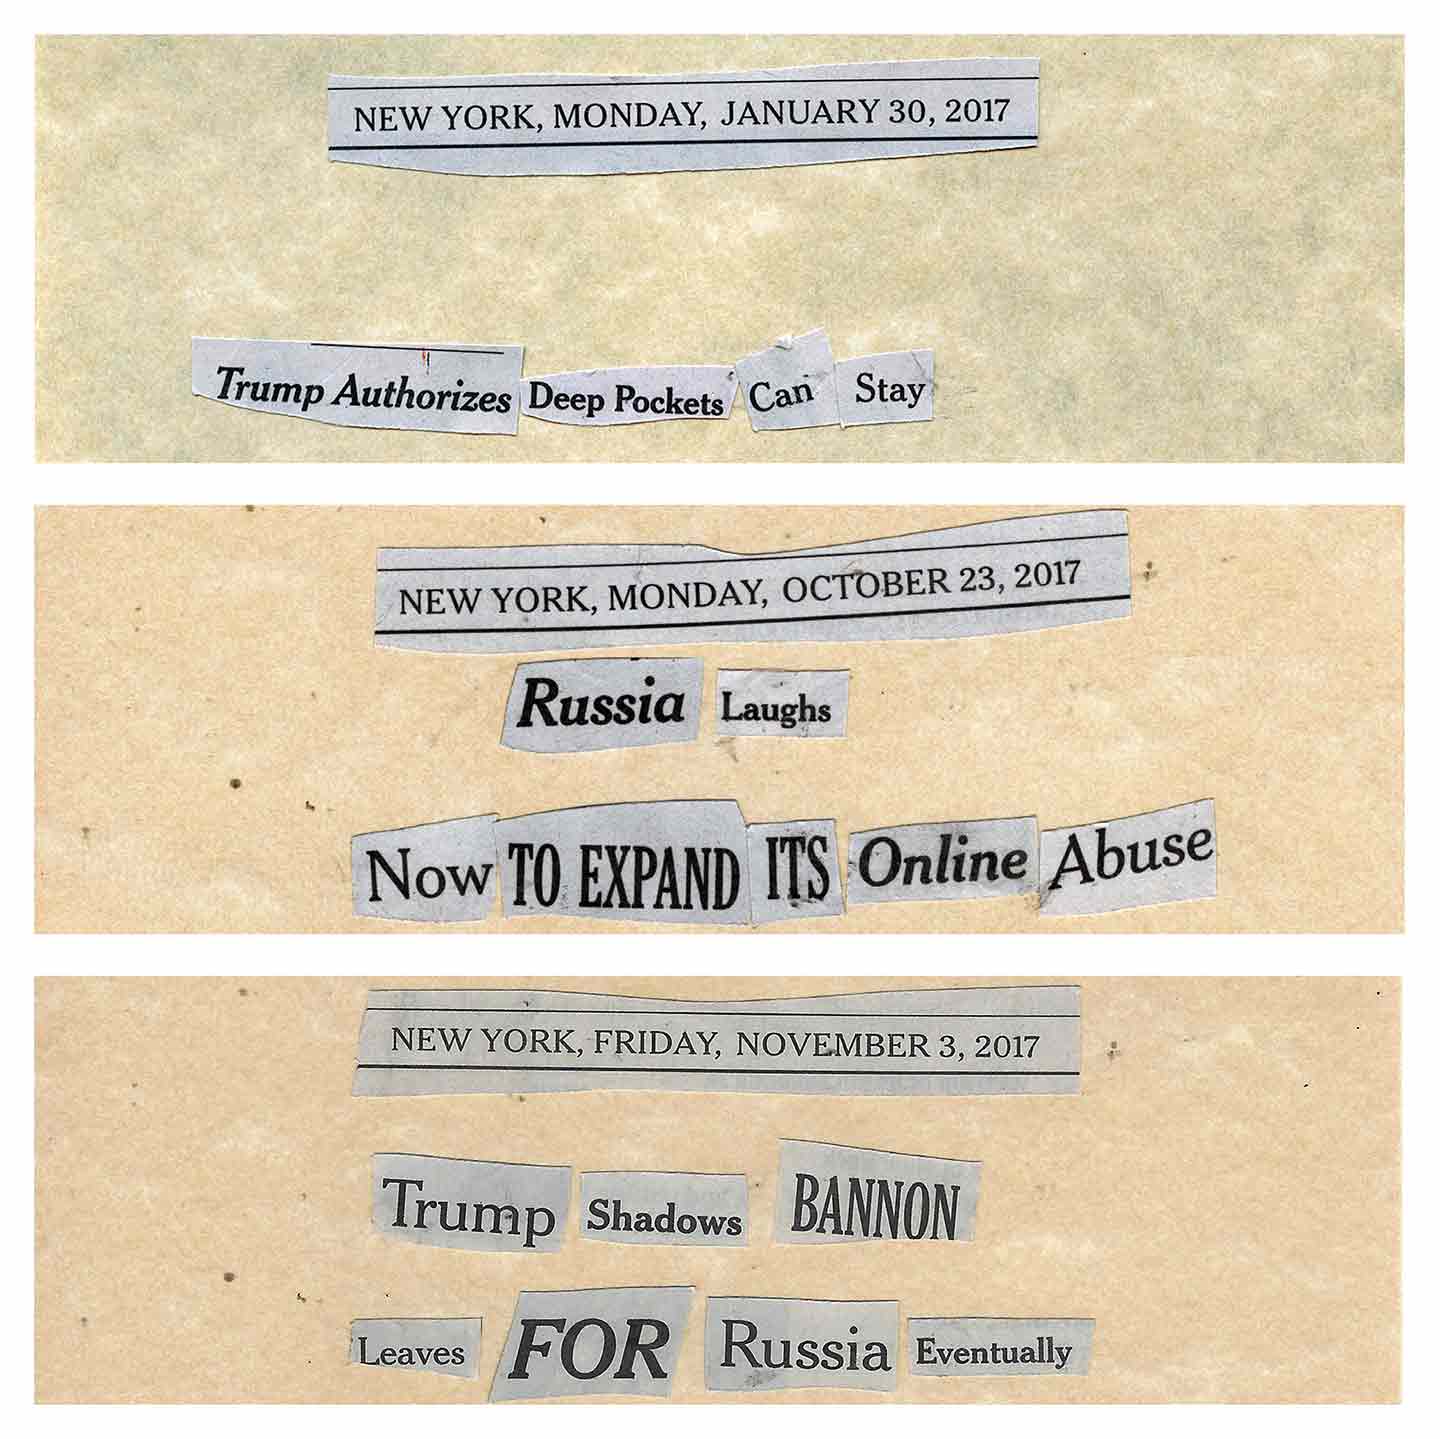 NEW YORK, MONDAY, JANUARY 30, 2017
Trump Authorizes Deep Pockets Can Stay
NEW YORK, MONDAY, OCTOBER 23, 2017
Russia Laughs
Now TO EXPAND ITS Online Abuse
NEW YORK, FRIDAY, NOVEMBER 3, 2017
Trump Shadows BANNON
Leaves FOR Russia Eventually